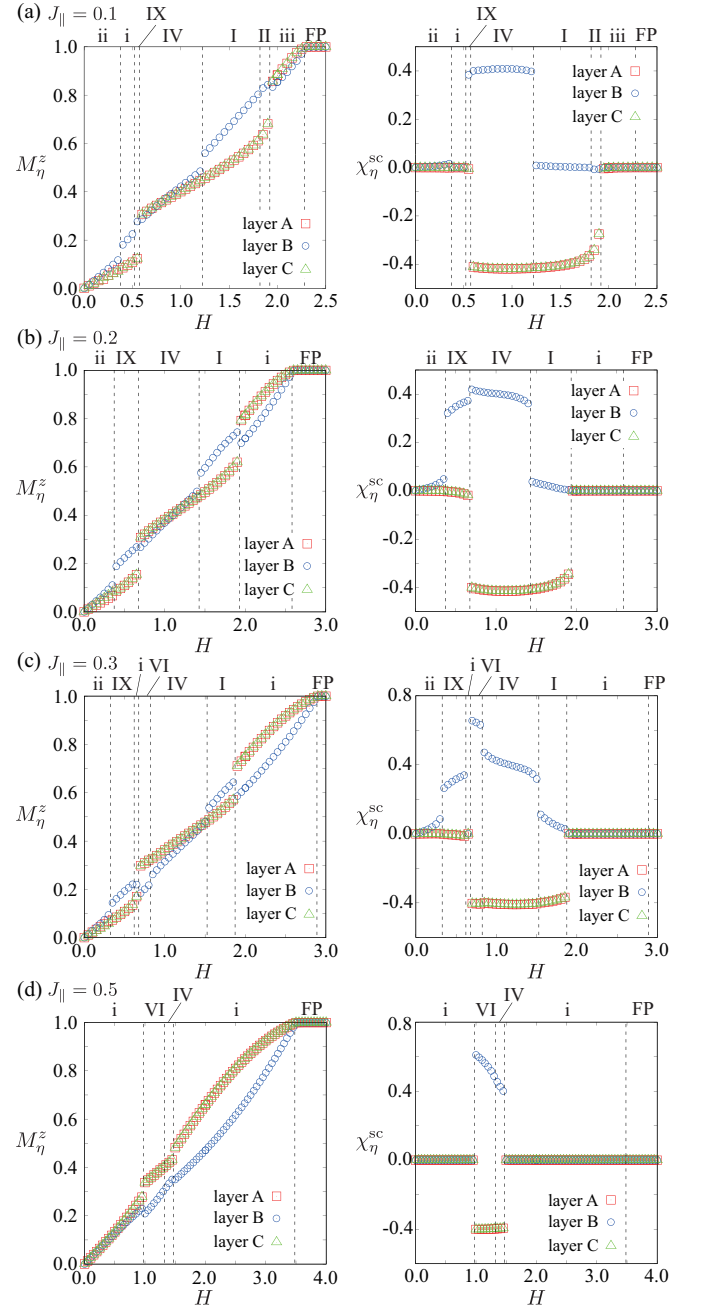 (a) J∥ = 0.1
IX
ii i IV I II iii FP
1.0
0.8
0.6
0.4
0.2
0.0
M^z_η
layer A
layer B
layer C
0.0 0.5 1.0 1.5 2.0 2.5
H
IX
ii i IV I II iii FP
0.4
0.0
-0.4
χ^sc_η
layer A
layer B
layer C
0.0 0.5 1.0 1.5 2.0 2.5
H
(b) J∥ = 0.2
ii IX IV I i FP
1.0
0.8
0.6
0.4
0.2
0.0
M^z_η
layer A
layer B
layer C
0.0 1.0 2.0 3.0
H
ii IX IV I i FP
0.4
0.0
-0.4
χ^sc_η
layer A
layer B
layer C
0.0 1.0 2.0 3.0
H
(c) J∥ = 0.3
i VI
ii IX IV I i FP
1.0
0.8
0.6
0.4
0.2
0.0
M^z_η
layer A
layer B
layer C
0.0 1.0 2.0 3.0
H
i VI
ii IX IV I i FP
0.8
0.4
0.0
-0.4
χ^sc_η
layer A
layer B
layer C
0.0 1.0 2.0 3.0
H
(d) J∥ = 0.5
IV
i VI i FP
1.0
0.8
0.6
0.4
0.2
0.0
M^z_η
layer A
layer B
layer C
0.0 1.0 2.0 3.0 4.0
H
IV
i VI i FP
0.8
0.4
0.0
-0.4
χ^sc_η
layer A
layer B
layer C
0.0 1.0 2.0 3.0 4.0
H